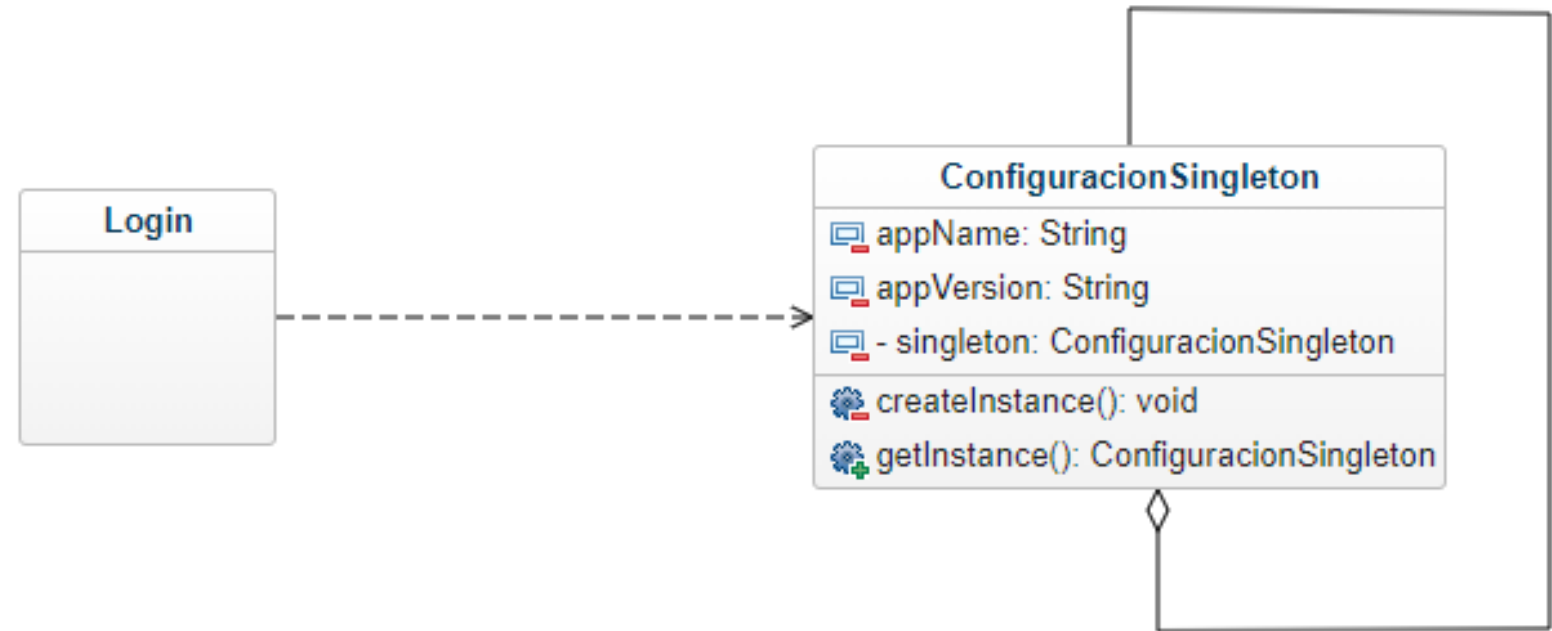 Login
ConfiguracionSingleton
appName: String
appVersion: String
- singleton: ConfiguracionSingleton
createInstance(): void
getInstance(): ConfiguracionSingleton